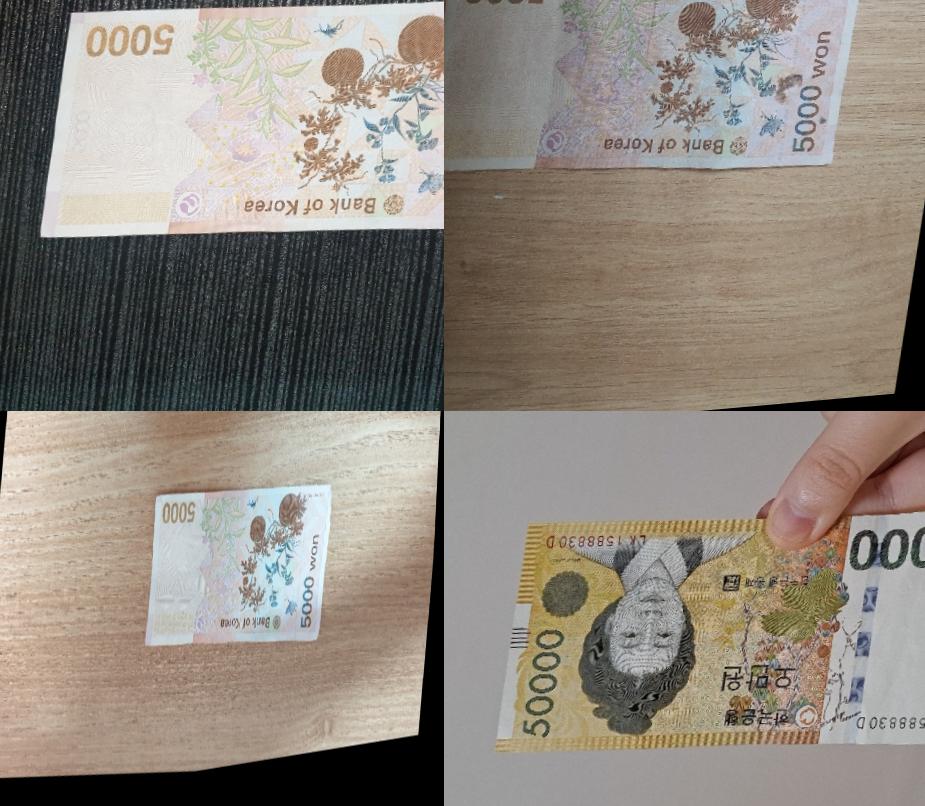 5000
Bank of Korea
5000
Bank of Korea
5000 won
5000
Bank of Korea
5000 won
LK 1588830 D
50000
한국은행
오만원
000
588830 D